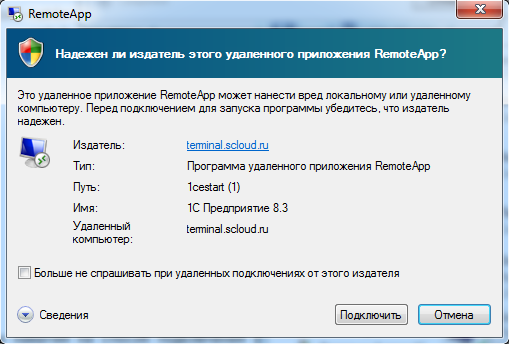 RemoteApp
Надежен ли издатель этого удаленного приложения RemoteApp?
Это удаленное приложение RemoteApp может нанести вред локальному или удаленному
компьютеру. Перед подключением для запуска программы убедитесь, что издатель
надежен.
Издатель: terminal.scloud.ru
Тип: Программа удаленного приложения RemoteApp
Путь: 1cestart (1)
Имя: 1С Предприятие 8.3
Удаленный
компьютер: terminal.scloud.ru
Больше не спрашивать при удаленных подключениях от этого издателя
Сведения Подключить Отмена